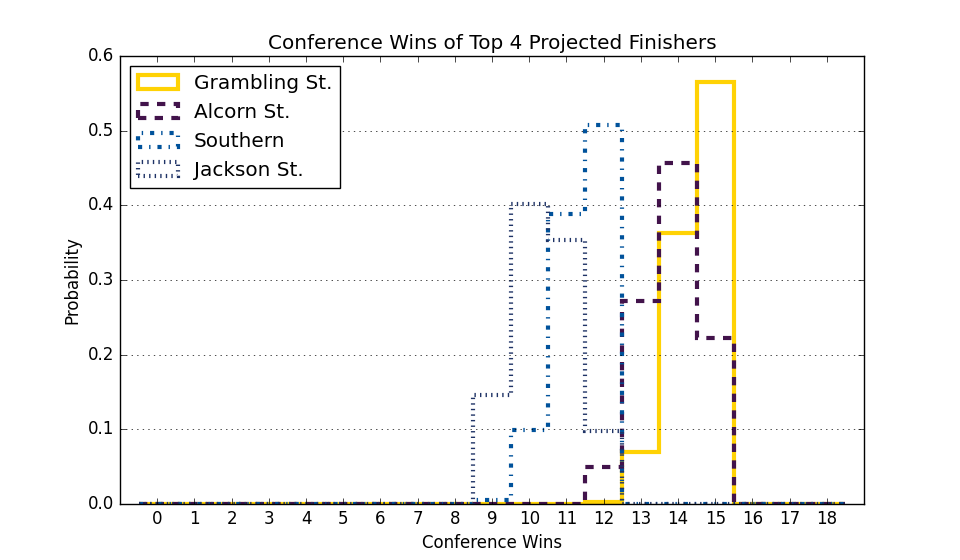 Conference Wins of Top 4 Projected Finishers
0.6
Grambling St.
Alcorn St.
0.5
Southern
Jackson St.
0.4
0.3
Probability
0.2
0.1
0.0
0 1 2 3 4 5 6 7 8 9 10 11 12 13 14 15 16 17 18
Conference Wins